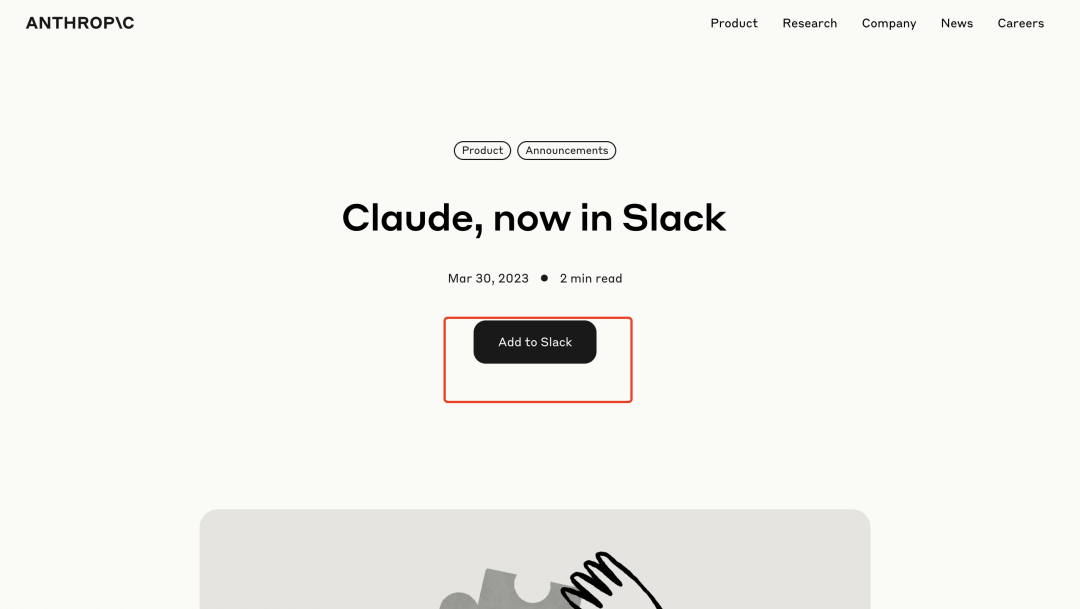 ANTHROP\C
Product Research Company News Careers
Product Announcements
Claude, now in Slack
Mar 30, 2023 ● 2 min read
Add to Slack